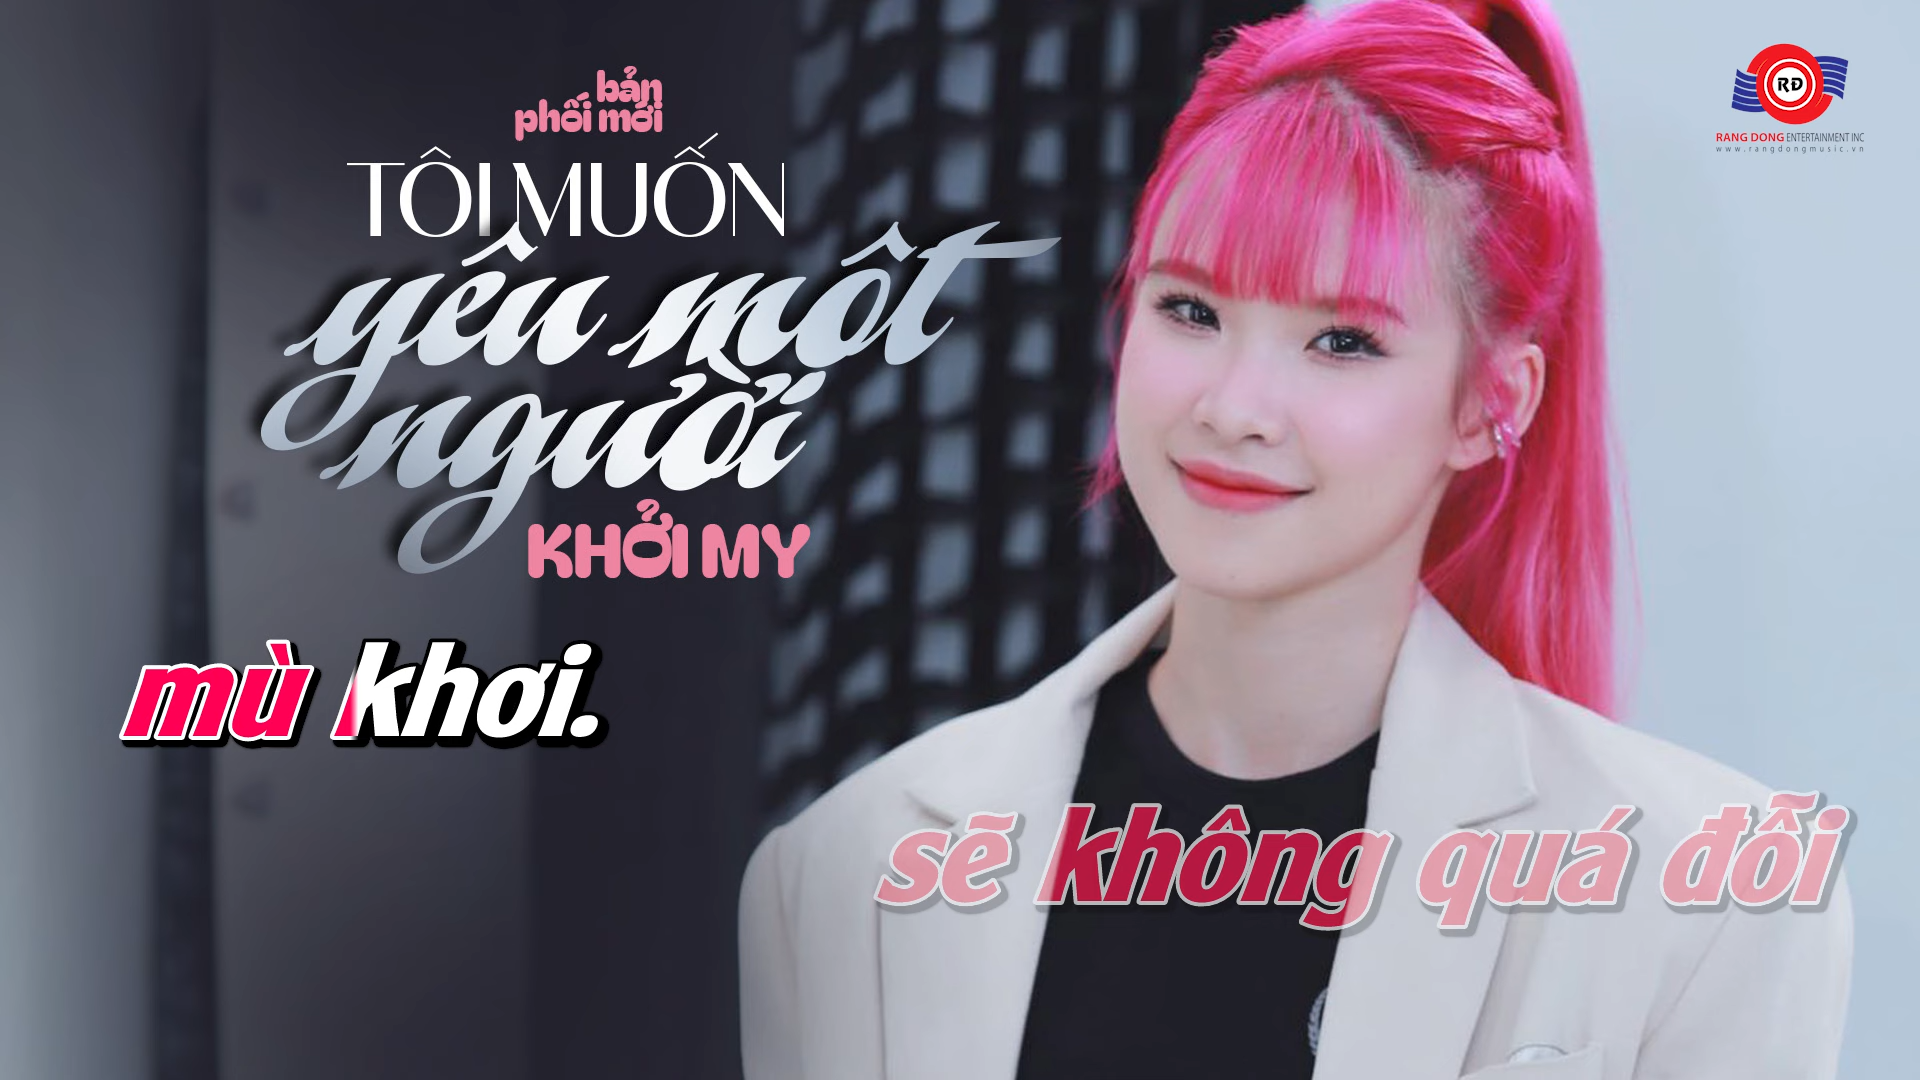 bản
phối mới
TÔI MUỐN
yêu một
người
KHỞI MY
RĐ
RANG DONG ENTERTAINMENT INC
www.rangdongmusic.vn
mù khơi.
sẽ không quá đỗi